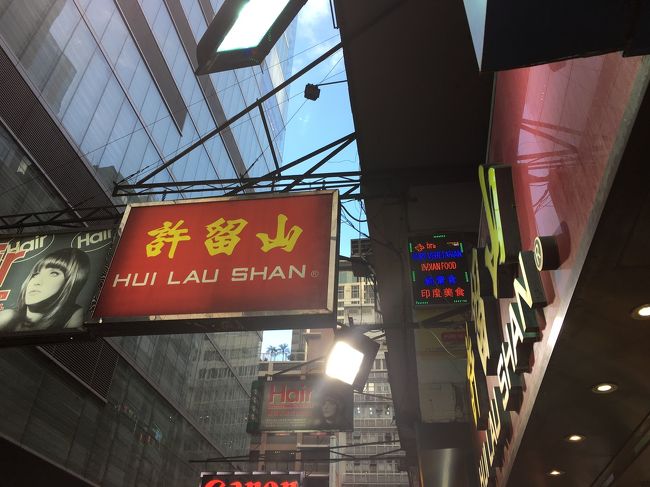 許留山
HUI LAU SHAN®
Hair
Hair
INDIAN FOOD
印度美食
Hair
Canon
HUI LAU SHAN
®